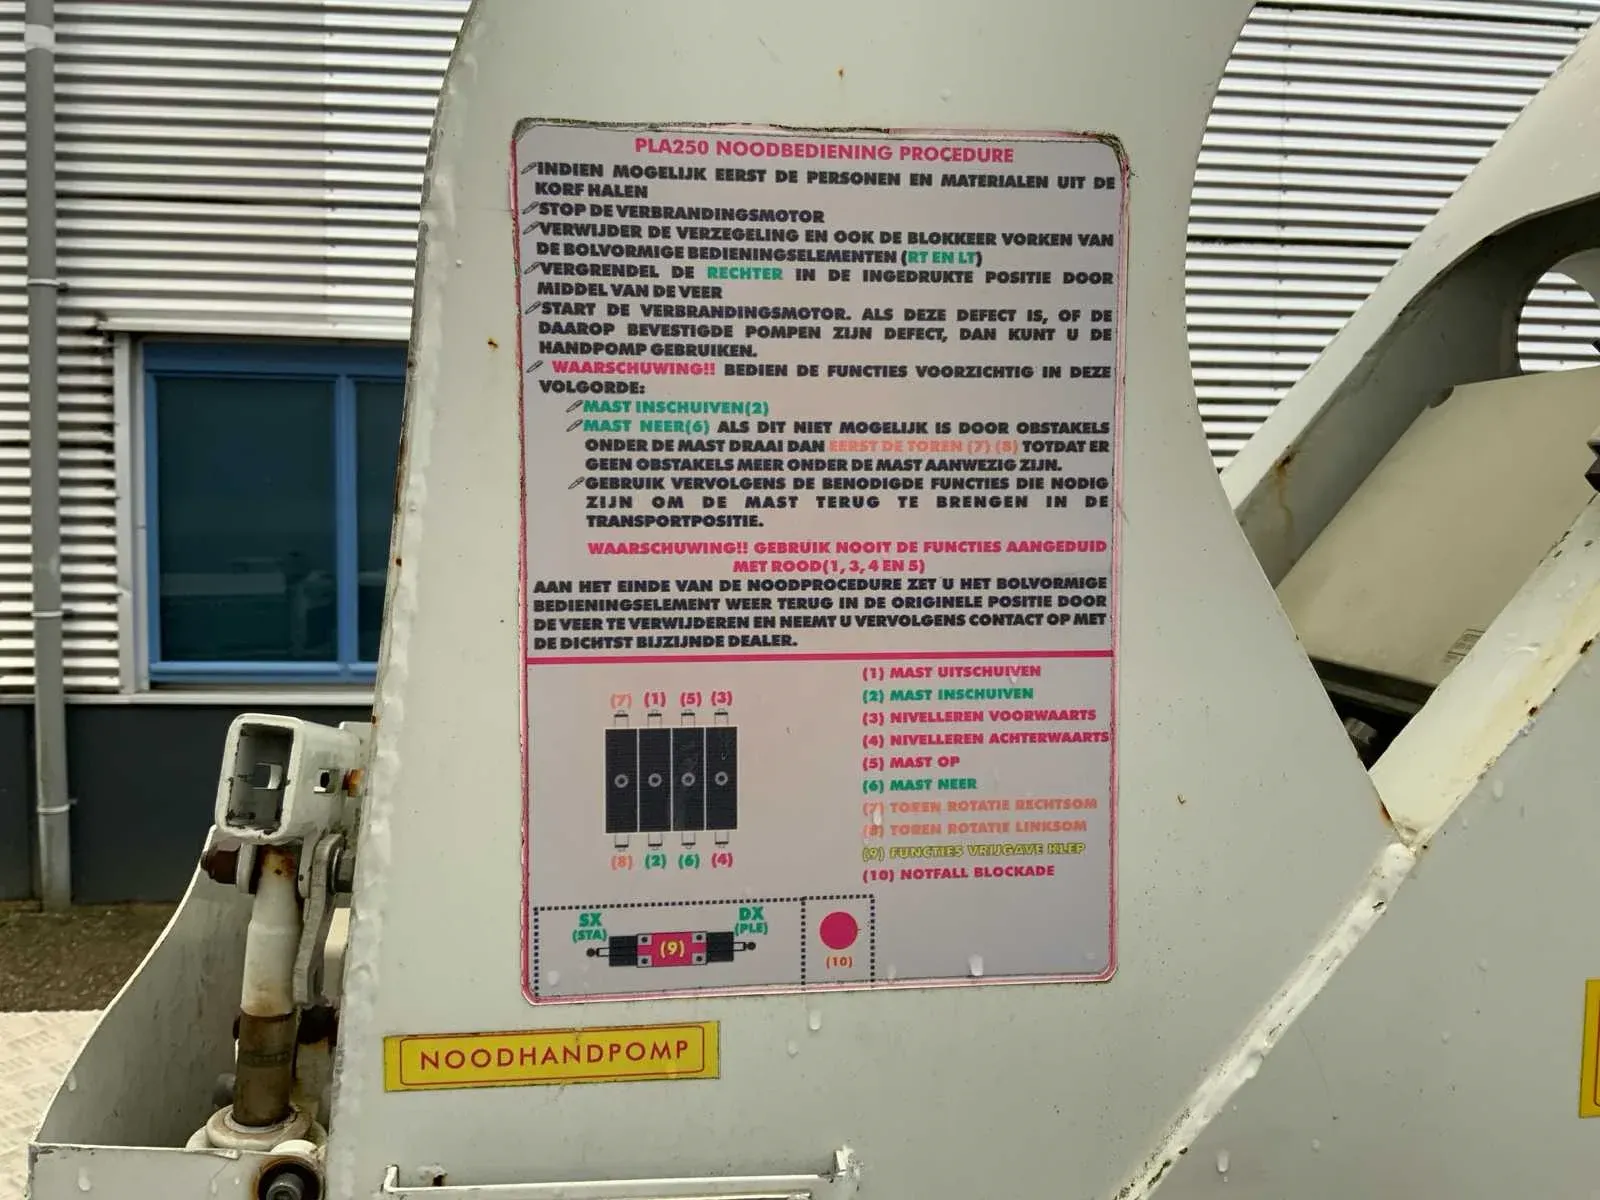 PLA250 NOODBEDIENING PROCEDURE
INDIEN MOGELIJK EERST DE PERSONEN EN MATERIALEN UIT DE
KORF HALEN
STOP DE VERBRANDINGSMOTOR
VERWIJDER DE VERZEGELING EN OOK DE BLOKKEER VORKEN VAN
DE BOLVORMIGE BEDIENINGSELEMENTEN (RT EN LT)
VERGRENDEL DE RECHTER IN DE INGEDRUKTE POSITIE DOOR
MIDDEL VAN DE VEER
START DE VERBRANDINGSMOTOR. ALS DEZE DEFECT IS, OF DE
DAAROP BEVESTIGDE POMPEN ZIJN DEFECT, DAN KUNT U DE
HANDPOMP GEBRUIKEN.
WAARSCHUWING!! BEDIEN DE FUNCTIES VOORZICHTIG IN DEZE
VOLGORDE:
MAST INSCHUIVEN(2)
MAST NEER(6) ALS DIT NIET MOGELIJK IS DOOR OBSTAKELS
ONDER DE MAST DRAAI DAN EERST DE TOREN (7) (8) TOTDAT ER
GEEN OBSTAKELS MEER ONDER DE MAST AANWEZIG ZIJN.
GEBRUIK VERVOLGENS DE BENODIGDE FUNCTIES DIE NODIG
ZIJN OM DE MAST TERUG TE BRENGEN IN DE
TRANSPORTPOSITIE.
WAARSCHUWING!! GEBRUIK NOOIT DE FUNCTIES AANGEDUID
MET ROOD(1, 3, 4 EN 5)
AAN HET EINDE VAN DE NOODPROCEDURE ZET U HET BOLVORMIGE
BEDIENINGSELEMENT WEER TERUG IN DE ORIGINELE POSITIE DOOR
DE VEER TE VERWIJDEREN EN NEEMT U VERVOLGENS CONTACT OP MET
DE DICHTST BIJZIJNDE DEALER.
(7) (1) (5) (3)
(8) (2) (6) (4)
(1) MAST UITSCHUIVEN
(2) MAST INSCHUIVEN
(3) NIVELLEREN VOORWAARTS
(4) NIVELLEREN ACHTERWAARTS
(5) MAST OP
(6) MAST NEER
(7) TOREN ROTATIE RECHTSOM
(8) TOREN ROTATIE LINKSOM
(9) FUNCTIES VRIJGAVE KLEP
(10) NOTFALL BLOCKADE
SX
(STA)
(9)
DX
(PLE)
(10)
NOODHANDPOMP